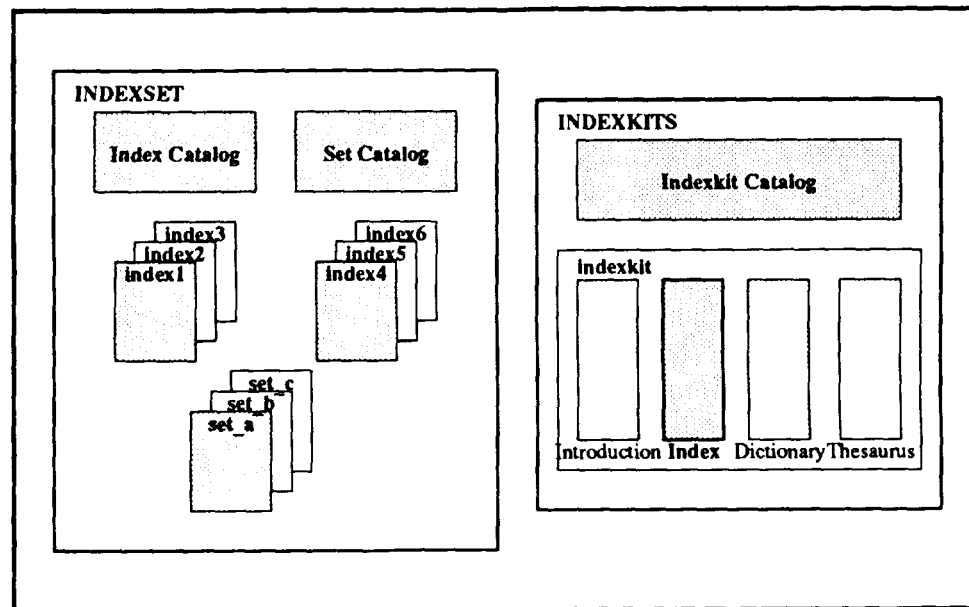 INDEXSET
Index Catalog
Set Catalog
index3
index2
index1
index6
index5
index4
set_c
set_b
set_a
INDEXKITS
Indexkit Catalog
indexkit
Introduction Index Dictionary Thesaurus